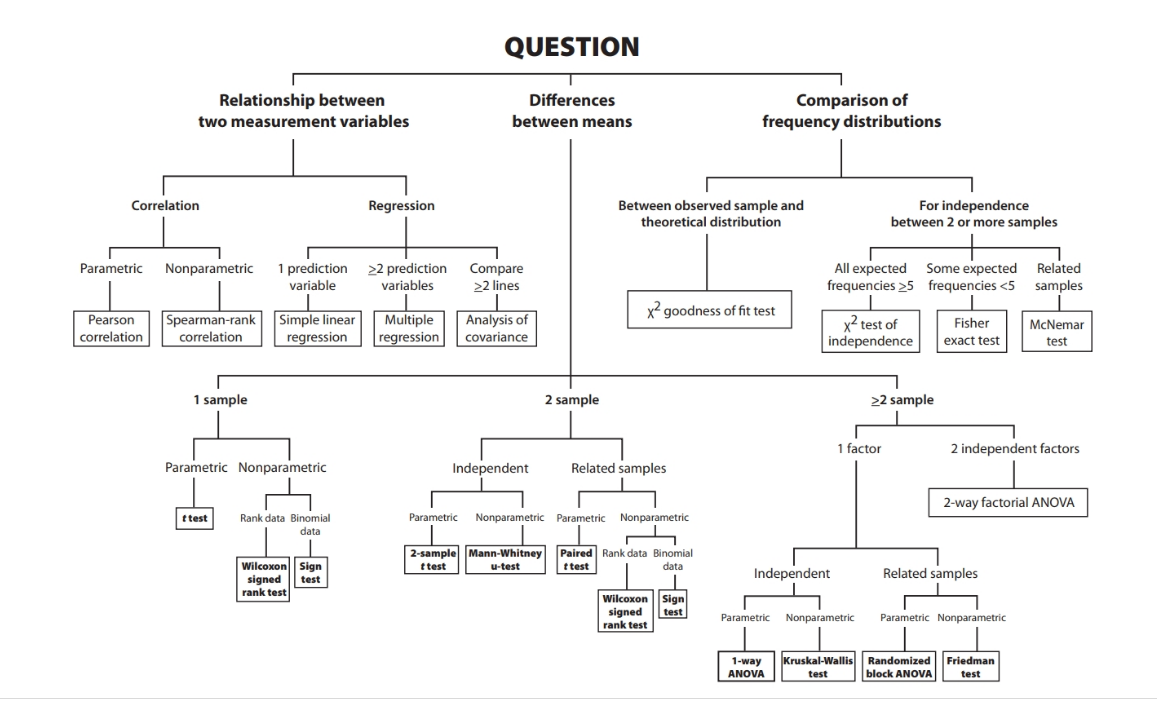 QUESTION
Relationship between
two measurement variables
Differences
between means
Comparison of
frequency distributions
Correlation
Regression
Between observed sample and
theoretical distribution
For independence
between 2 or more samples
Parametric
Nonparametric
1 prediction
variable
≥2 prediction
variables
Compare
≥2 lines
All expected
frequencies ≥5
Some expected
frequencies <5
Related
samples
Pearson
correlation
Spearman-rank
correlation
Simple linear
regression
Multiple
regression
Analysis of
covariance
χ² goodness of fit test
χ² test of
independence
Fisher
exact test
McNemar
test
1 sample
2 sample
≥2 sample
Parametric
Nonparametric
Independent
Related samples
1 factor
2 independent factors
t test
Rank data
Binomial
data
Parametric
Nonparametric
Parametric
Nonparametric
2-way factorial ANOVA
Wilcoxon
signed
rank test
Sign
test
2-sample
t test
Mann-Whitney
u-test
Paired
t test
Rank data
Binomial
data
Wilcoxon
signed
rank test
Sign
test
Independent
Related samples
Parametric
Nonparametric
Parametric
Nonparametric
1-way
ANOVA
Kruskal-Wallis
test
Randomized
block ANOVA
Friedman
test